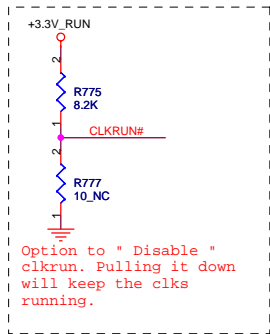 +3.3V_RUN
2
R775
8.2K
1
CLKRUN#
2
R777
10_NC
1
Option to " Disable "
clkrun. Pulling it down
will keep the clks
running.